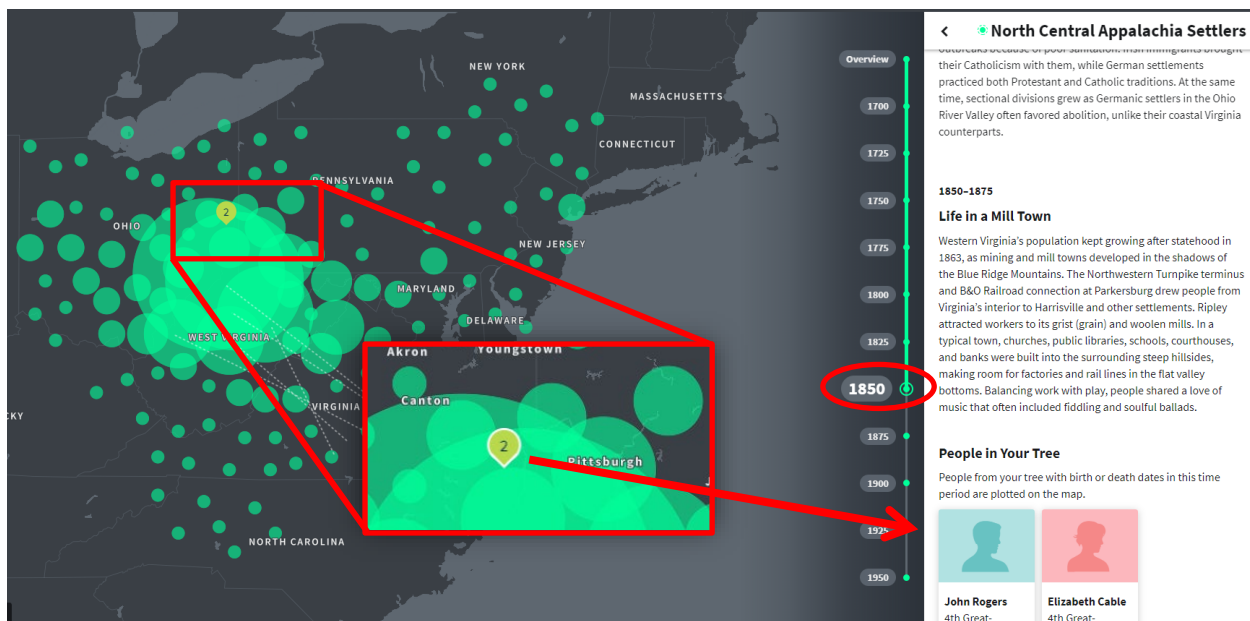 NEW YORK
MASSACHUSETTS
CONNECTICUT
PENNSYLVANIA
2
OHIO
NEW JERSEY
MARYLAND
DELAWARE
WEST VIRGINIA
VIRGINIA
CKY
NORTH CAROLINA
Akron
Youngstown
Canton
2
Pittsburgh
J
Overview
1700
1725
1750
1775
1800
1825
1850
1875
1900
1925
1950
North Central Appalachia Settlers
outbreaks because of poor sanitation. Irish immigrants brought
their Catholicism with them, while German settlements
practiced both Protestant and Catholic traditions. At the same
time, sectional divisions grew as Germanic settlers in the Ohio
River Valley often favored abolition, unlike their coastal Virginia
counterparts.
1850–1875
Life in a Mill Town
Western Virginia's population kept growing after statehood in
1863, as mining and mill towns developed in the shadows of
the Blue Ridge Mountains. The Northwestern Turnpike terminus
and B&O Railroad connection at Parkersburg drew people from
Virginia's interior to Harrisville and other settlements. Ripley
attracted workers to its grist (grain) and woolen mills. In a
typical town, churches, public libraries, schools, courthouses,
and banks were built into the surrounding steep hillsides,
making room for factories and rail lines in the flat valley
bottoms. Balancing work with play, people shared a love of
music that often included fiddling and soulful ballads.
People in Your Tree
People from your tree with birth or death dates in this time
period are plotted on the map.
John Rogers
4th Great-
Elizabeth Cable
4th Great-